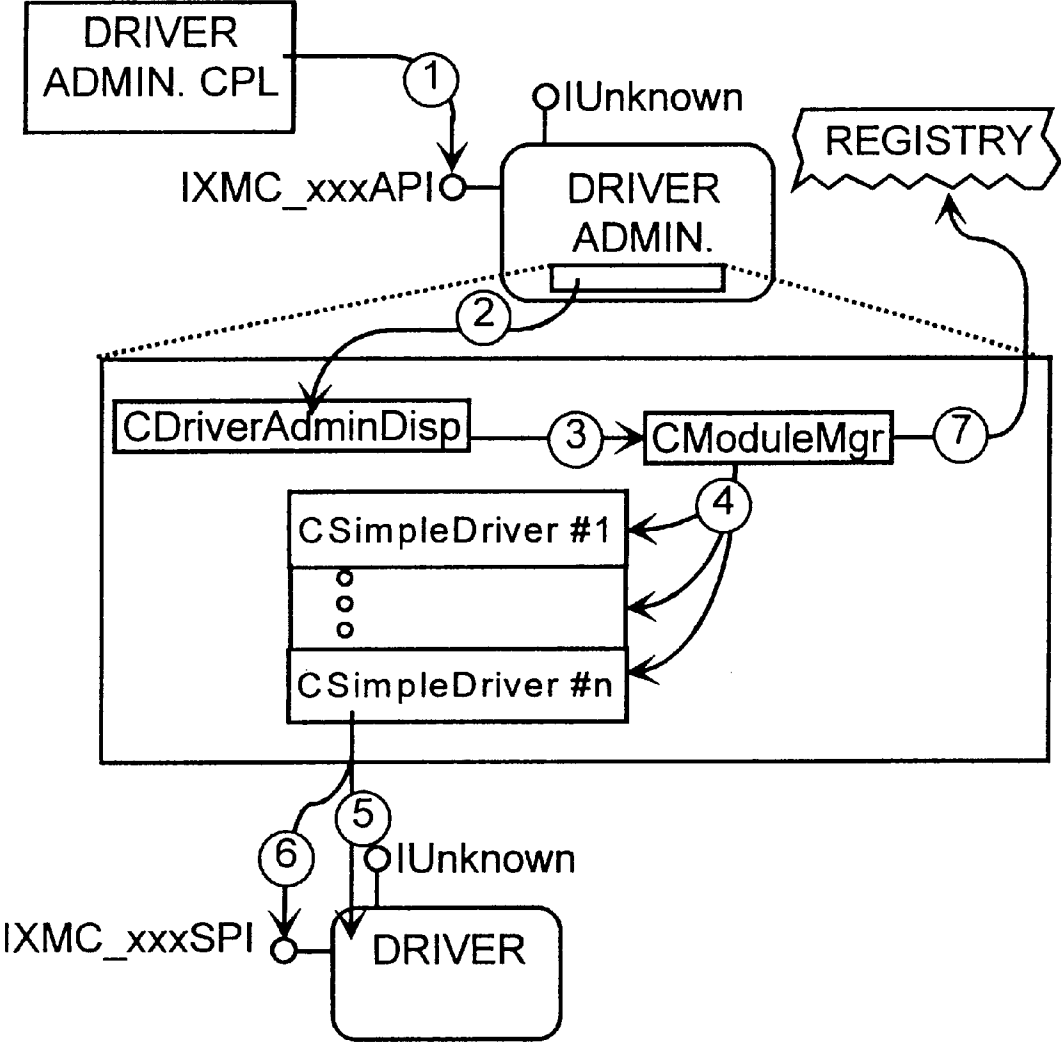 DRIVER
ADMIN. CPL
1
IUnknown
REGISTRY
IXMC_xxxAPI
DRIVER
ADMIN.
2
CDriverAdminDisp
3
CModuleMgr
7
4
CSimpleDriver #1
CSimpleDriver #n
5
6
IUnknown
IXMC_xxxSPI
DRIVER